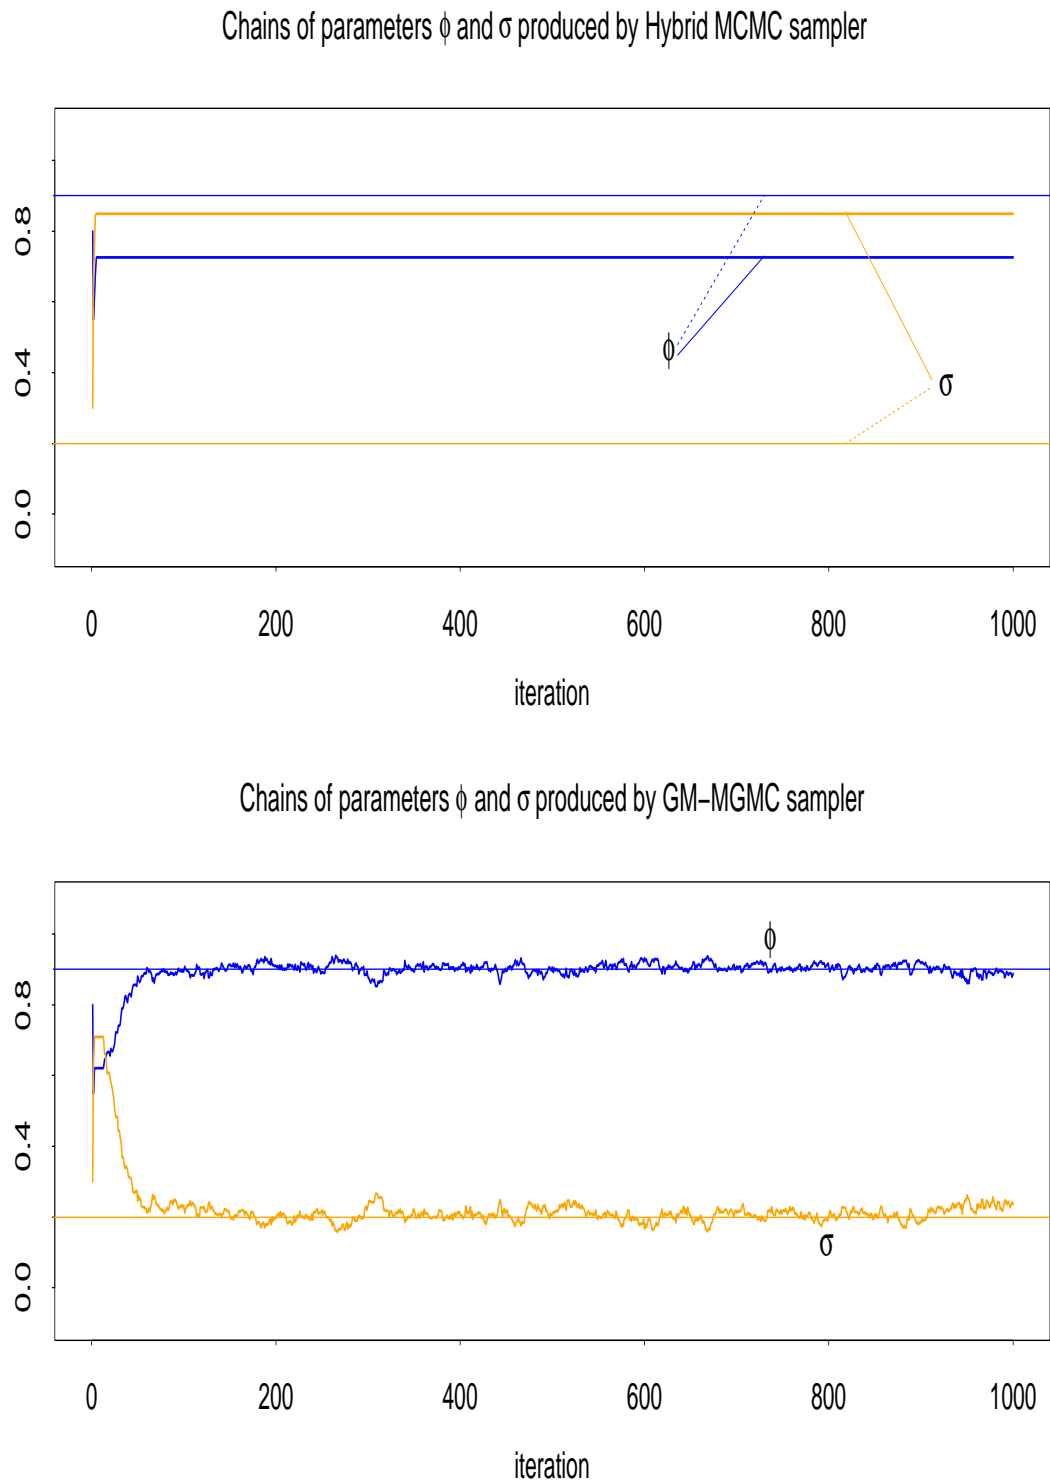 Chains of parameters ϕ and σ produced by Hybrid MCMC sampler
0.8
0.4
0.0
ϕ
σ
0 200 400 600 800 1000
iteration
Chains of parameters ϕ and σ produced by GM−MGMC sampler
ϕ
0.8
0.4
0.0
σ
0 200 400 600 800 1000
iteration